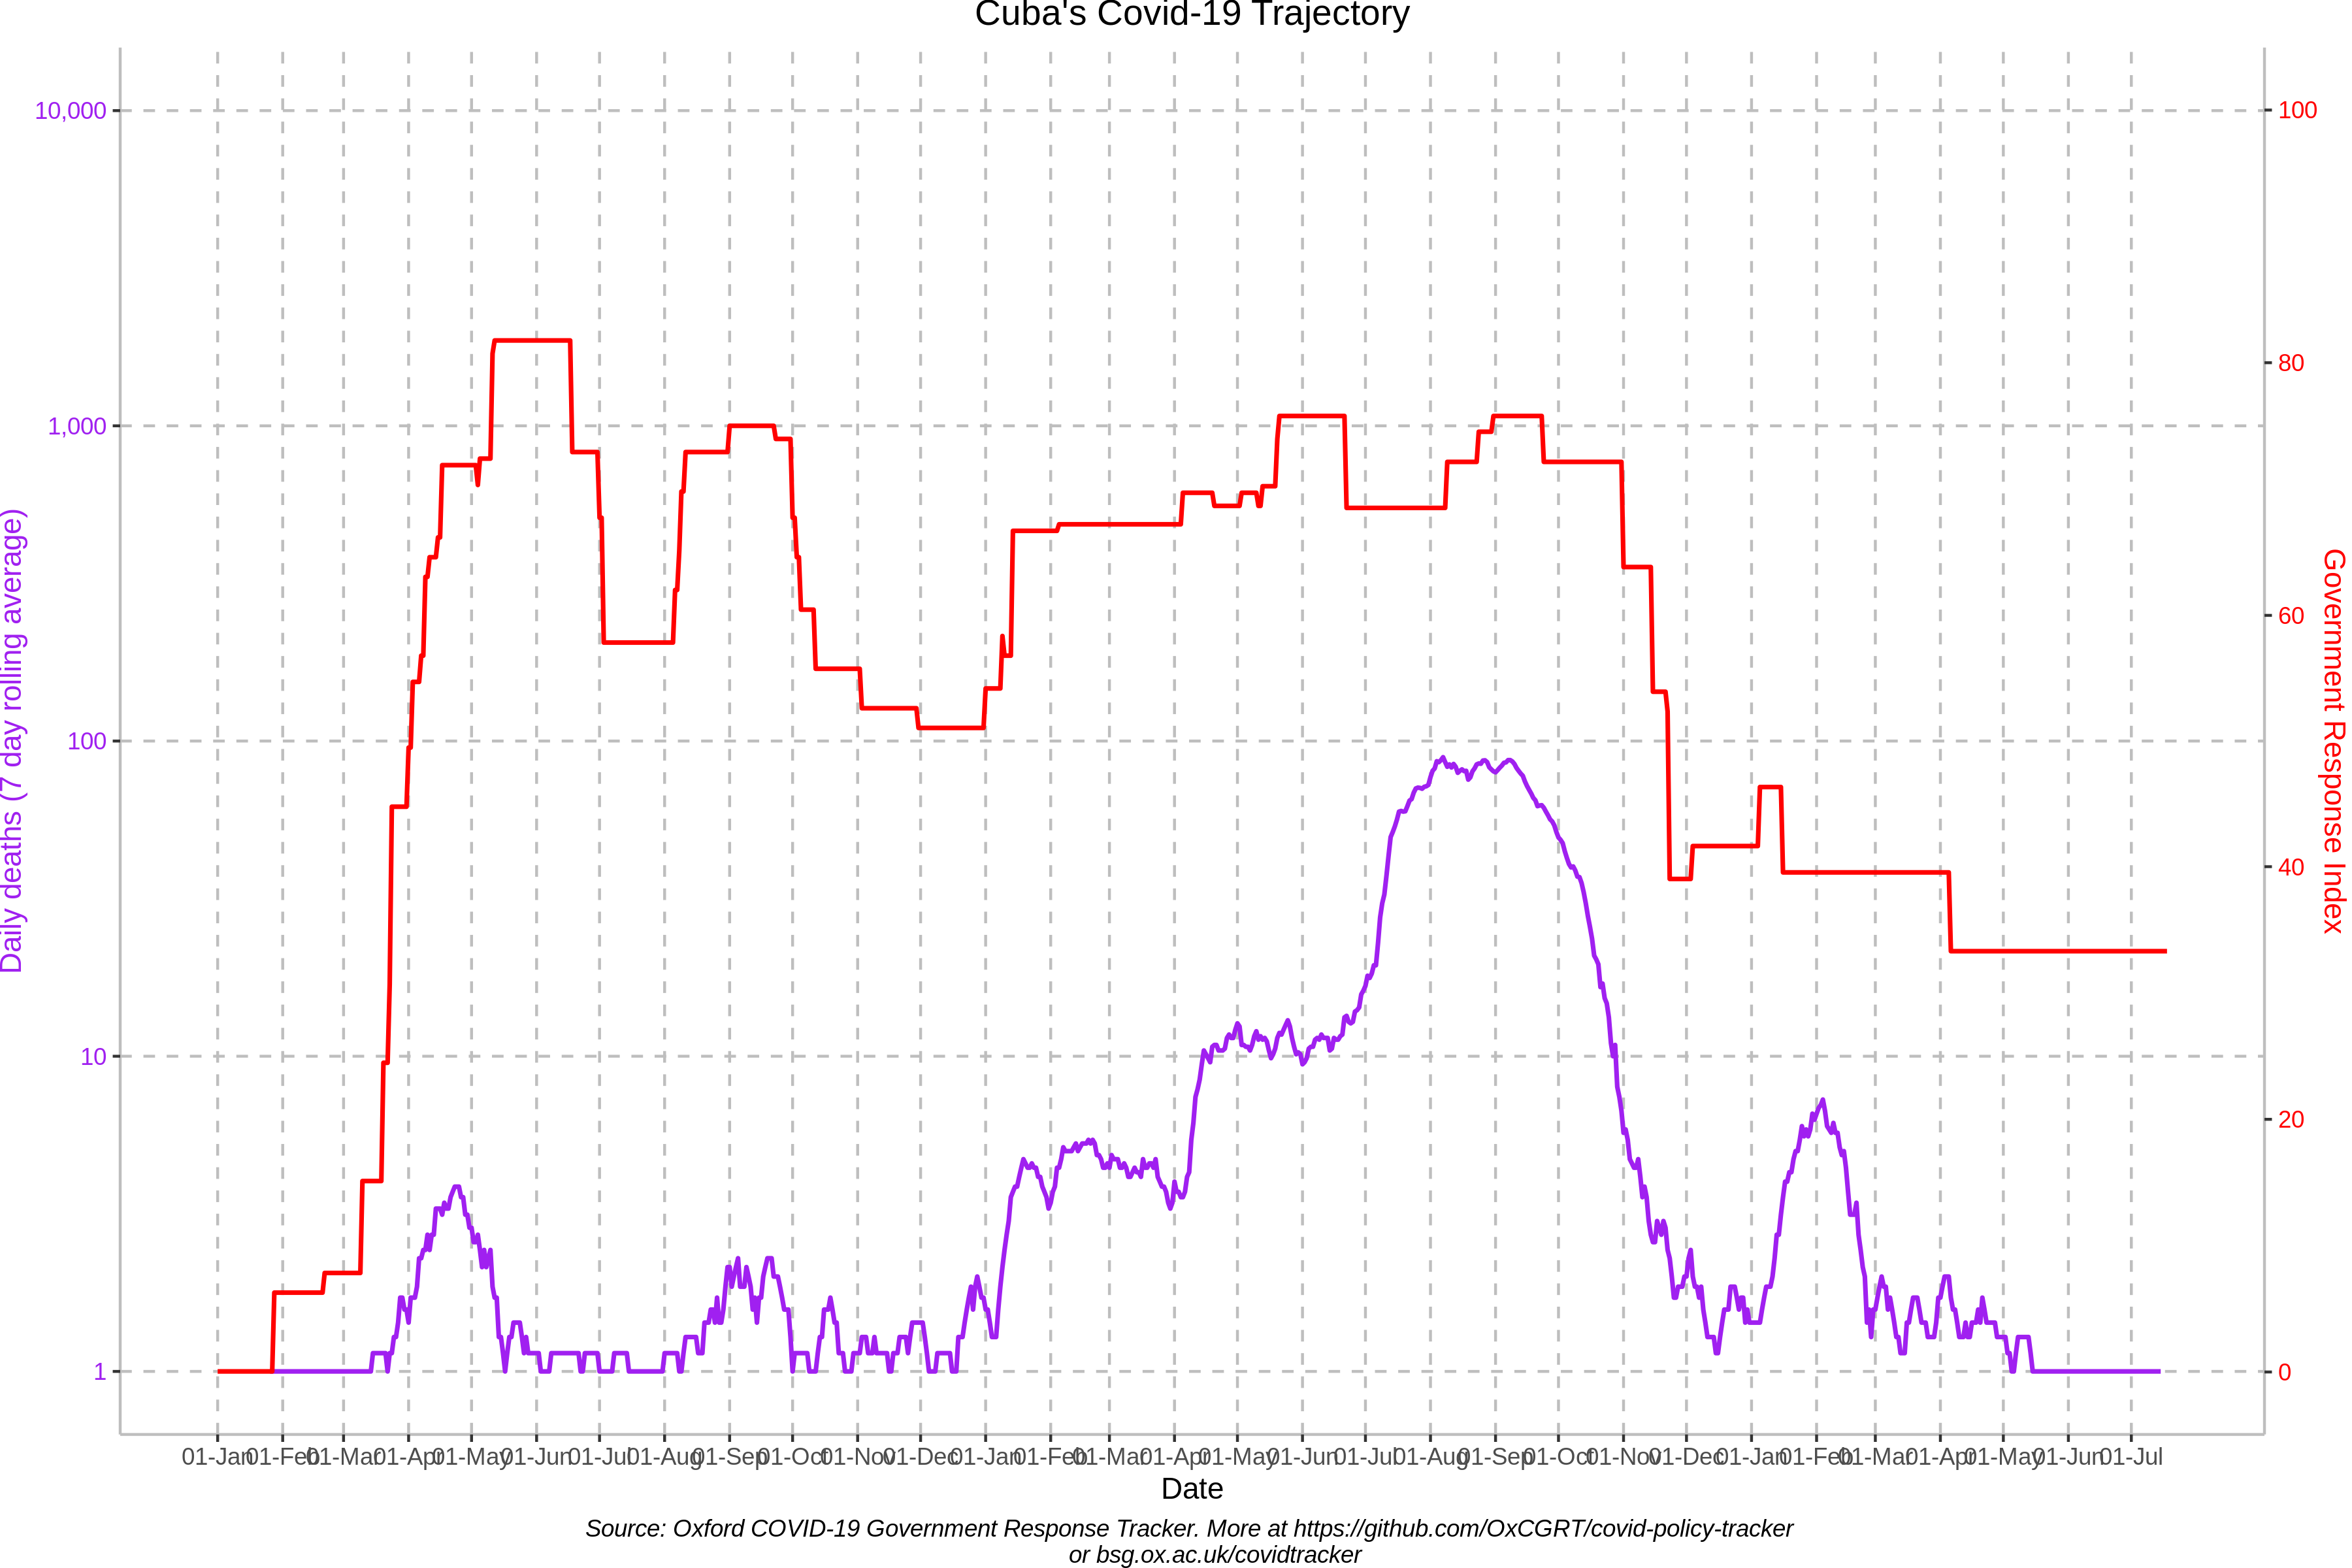 Cuba's Covid-19 Trajectory
10,000
1,000
100
10
1
Daily deaths (7 day rolling average)
100
80
60
40
20
0
Government Response Index
01-Jan 01-Feb 01-Mar 01-Apr 01-May 01-Jun 01-Jul 01-Aug 01-Sep 01-Oct 01-Nov 01-Dec 01-Jan 01-Feb 01-Mar 01-Apr 01-May 01-Jun 01-Jul 01-Aug 01-Sep 01-Oct 01-Nov 01-Dec 01-Jan 01-Feb 01-Mar 01-Apr 01-May 01-Jun 01-Jul
Date
Source: Oxford COVID-19 Government Response Tracker. More at https://github.com/OxCGRT/covid-policy-tracker
or bsg.ox.ac.uk/covidtracker